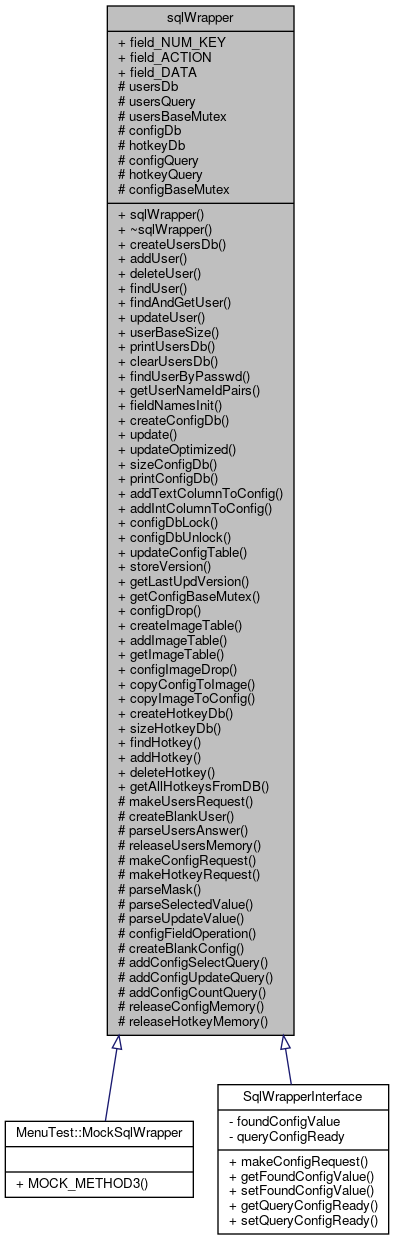 sqlWrapper
+ field_NUM_KEY
+ field_ACTION
+ field_DATA
# usersDb
# usersQuery
# usersBaseMutex
# configDb
# hotkeyDb
# configQuery
# hotkeyQuery
# configBaseMutex
+ sqlWrapper()
+ ~sqlWrapper()
+ createUsersDb()
+ addUser()
+ deleteUser()
+ findUser()
+ findAndGetUser()
+ updateUser()
+ userBaseSize()
+ printUsersDb()
+ clearUsersDb()
+ findUserByPasswd()
+ getUserNameIdPairs()
+ fieldNamesInit()
+ createConfigDb()
+ update()
+ updateOptimized()
+ sizeConfigDb()
+ printConfigDb()
+ addTextColumnToConfig()
+ addIntColumnToConfig()
+ configDbLock()
+ configDbUnlock()
+ updateConfigTable()
+ storeVersion()
+ getLastUpdVersion()
+ getConfigBaseMutex()
+ configDrop()
+ createImageTable()
+ addImageTable()
+ getImageTable()
+ configImageDrop()
+ copyConfigToImage()
+ copyImageToConfig()
+ createHotkeyDb()
+ sizeHotkeyDb()
+ findHotkey()
+ addHotkey()
+ deleteHotkey()
+ getAllHotkeysFromDB()
# makeUsersRequest()
# createBlankUser()
# parseUsersAnswer()
# releaseUsersMemory()
# makeConfigRequest()
# makeHotkeyRequest()
# parseMask()
# parseSelectedValue()
# parseUpdateValue()
# configFieldOperation()
# createBlankConfig()
# addConfigSelectQuery()
# addConfigUpdateQuery()
# addConfigCountQuery()
# releaseConfigMemory()
# releaseHotkeyMemory()
MenuTest::MockSqlWrapper
+ MOCK_METHOD3()
SqlWrapperInterface
- foundConfigValue
- queryConfigReady
+ makeConfigRequest()
+ getFoundConfigValue()
+ setFoundConfigValue()
+ getQueryConfigReady()
+ setQueryConfigReady()